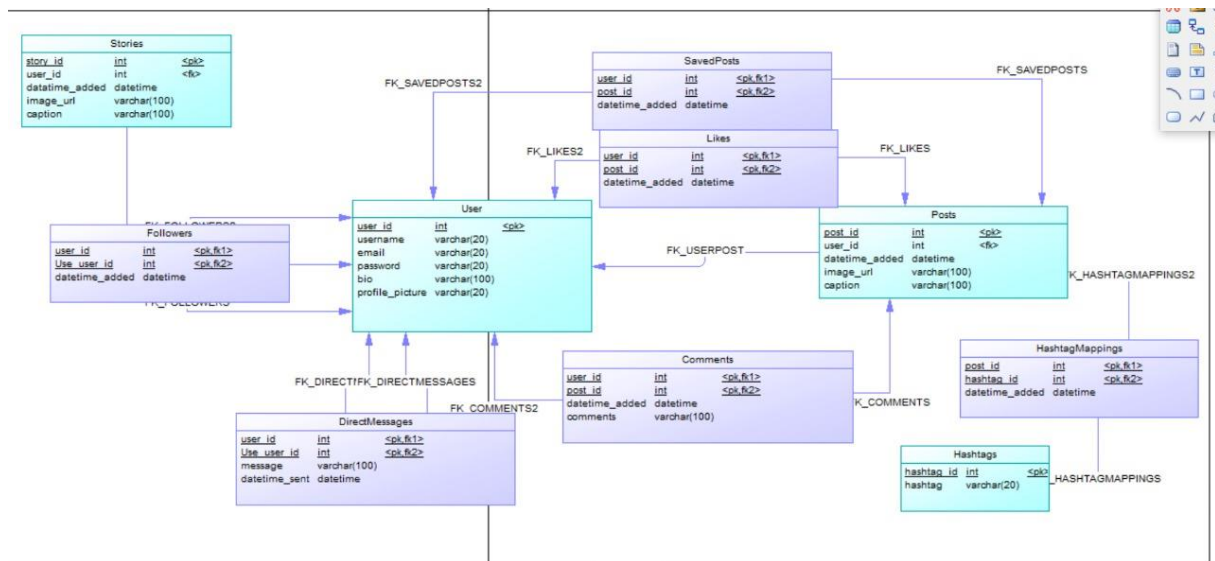 Stories
story_id int <pk>
user_id int <fk>
datatime_added datetime
image_url varchar(100)
caption varchar(100)
SavedPosts
user_id int <pk,fk1>
post_id int <pk,fk2>
datetime_added datetime
FK_SAVEDPOSTS2
FK_SAVEDPOSTS
Likes
user_id int <pk,fk1>
post_id int <pk,fk2>
datetime_added datetime
FK_LIKES2
FK_LIKES
User
user_id int <pk>
username varchar(20)
email varchar(20)
password varchar(20)
bio varchar(100)
profile_picture varchar(20)
Posts
post_id int <pk>
user_id int <fk>
datetime_added datetime
image_url varchar(100)
caption varchar(100)
FK_USERPOST
Followers
user_id int <pk,fk1>
Use_user_id int <pk,fk2>
datetime_added datetime
FK_FOLLOWERS
FK_HASHTAGMAPPINGS2
HashtagMappings
post_id int <pk,fk1>
hashtag_id int <pk,fk2>
datetime_added datetime
Comments
user_id int <pk,fk1>
post_id int <pk,fk2>
datetime_added datetime
comments varchar(100)
FK_DIRECT
FK_DIRECTMESSAGES
FK_COMMENTS2
FK_COMMENTS
DirectMessages
user_id int <pk,fk1>
Use_user_id int <pk,fk2>
message varchar(100)
datetime_sent datetime
Hashtags
hashtag_id int <pk>
hashtag varchar(20)
_HASHTAGMAPPINGS